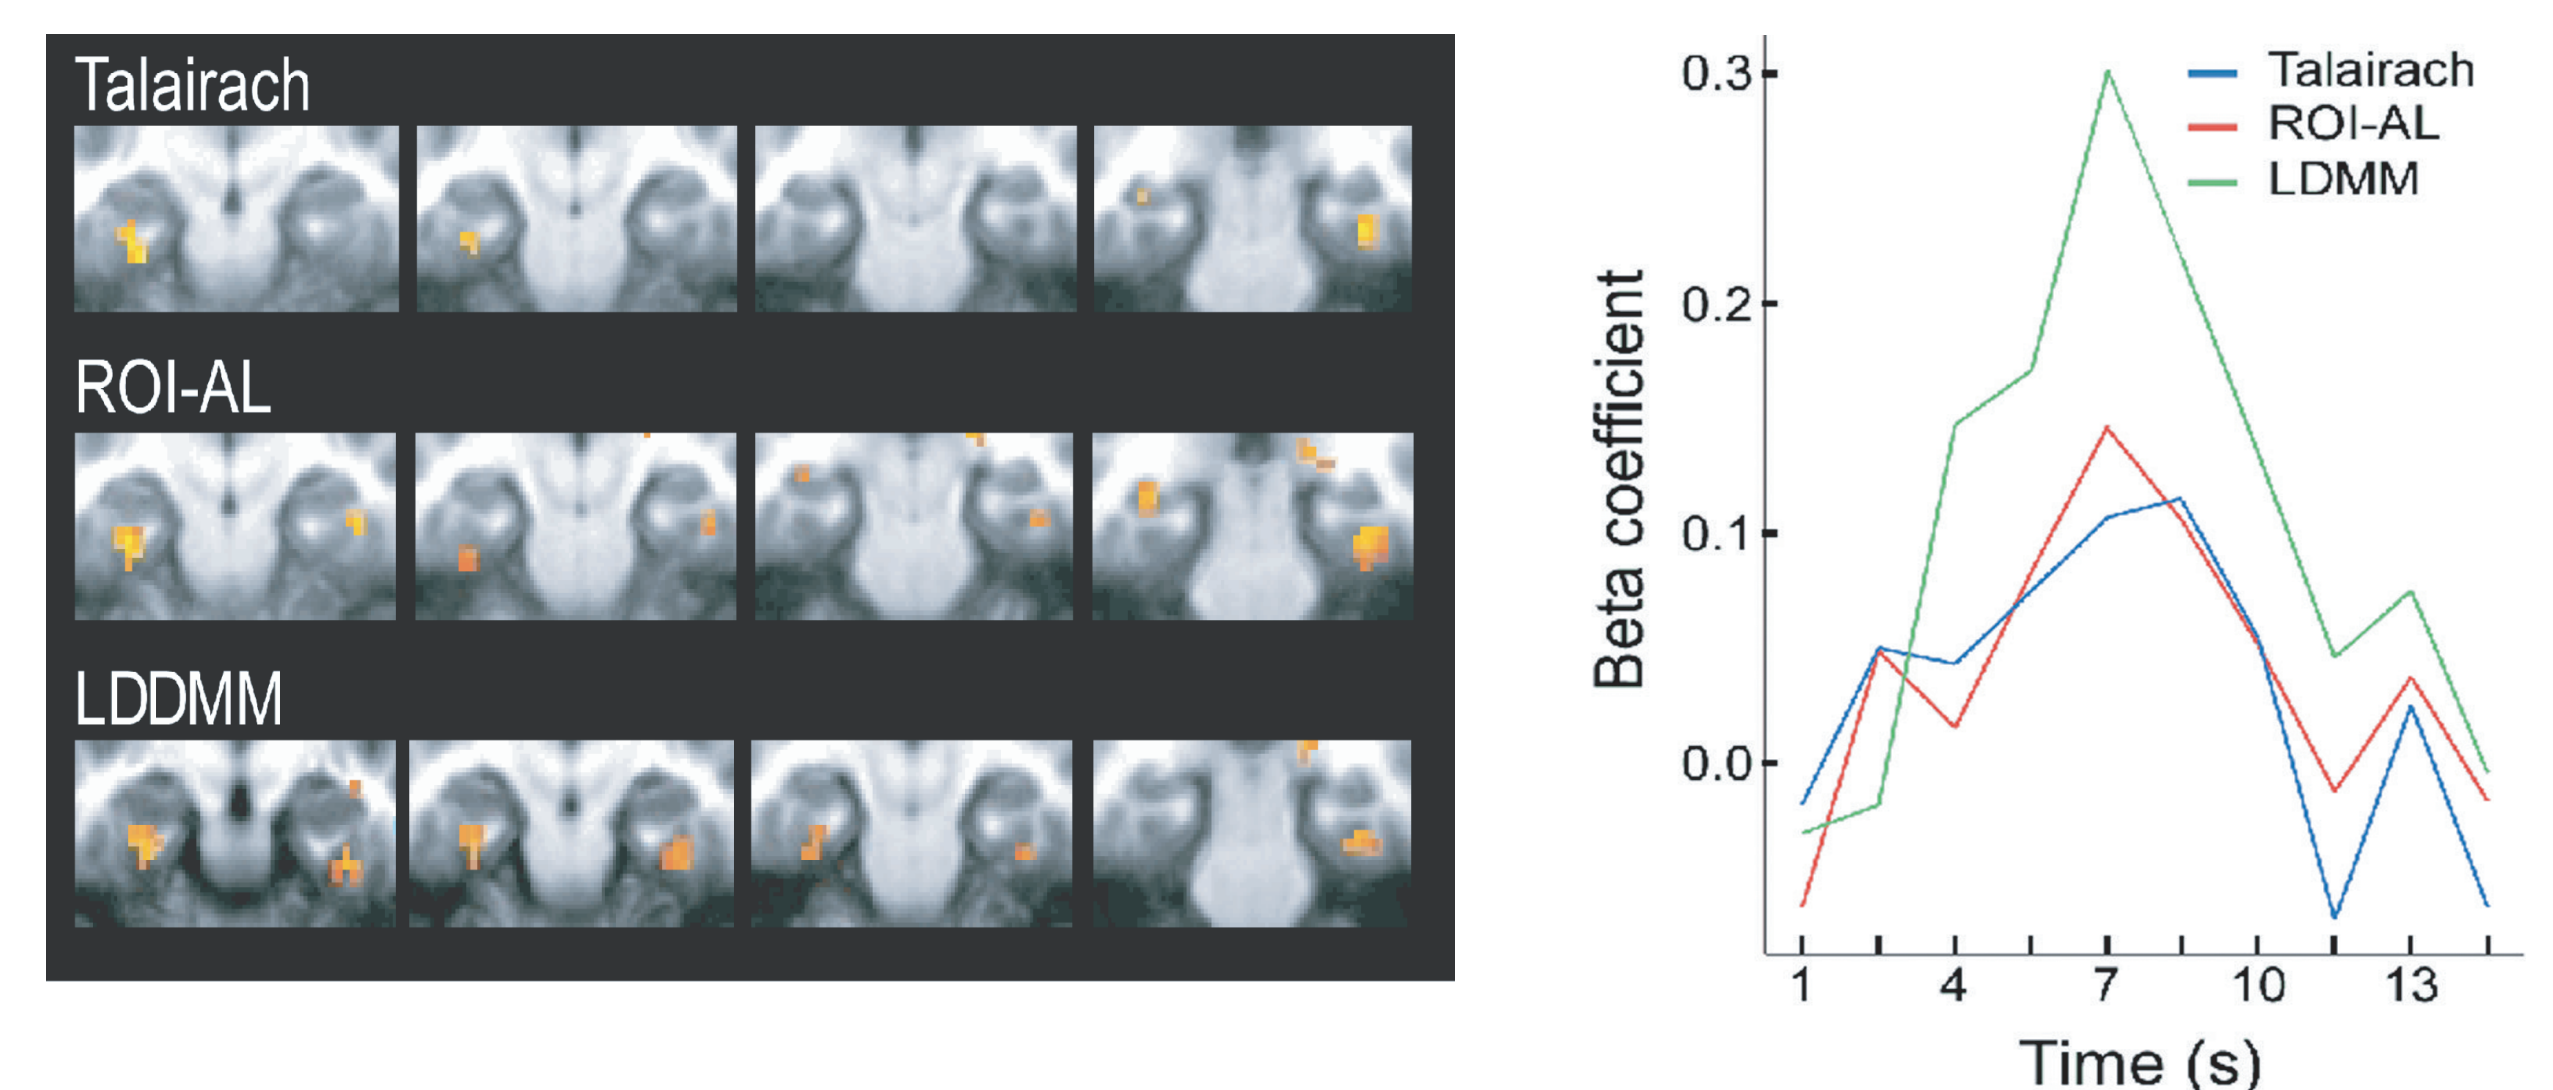 Talairach
ROI-AL
LDDMM
Beta coefficient
0.3
0.2
0.1
0.0
Talairach
ROI-AL
LDMM
1 4 7 10 13
Time (s)